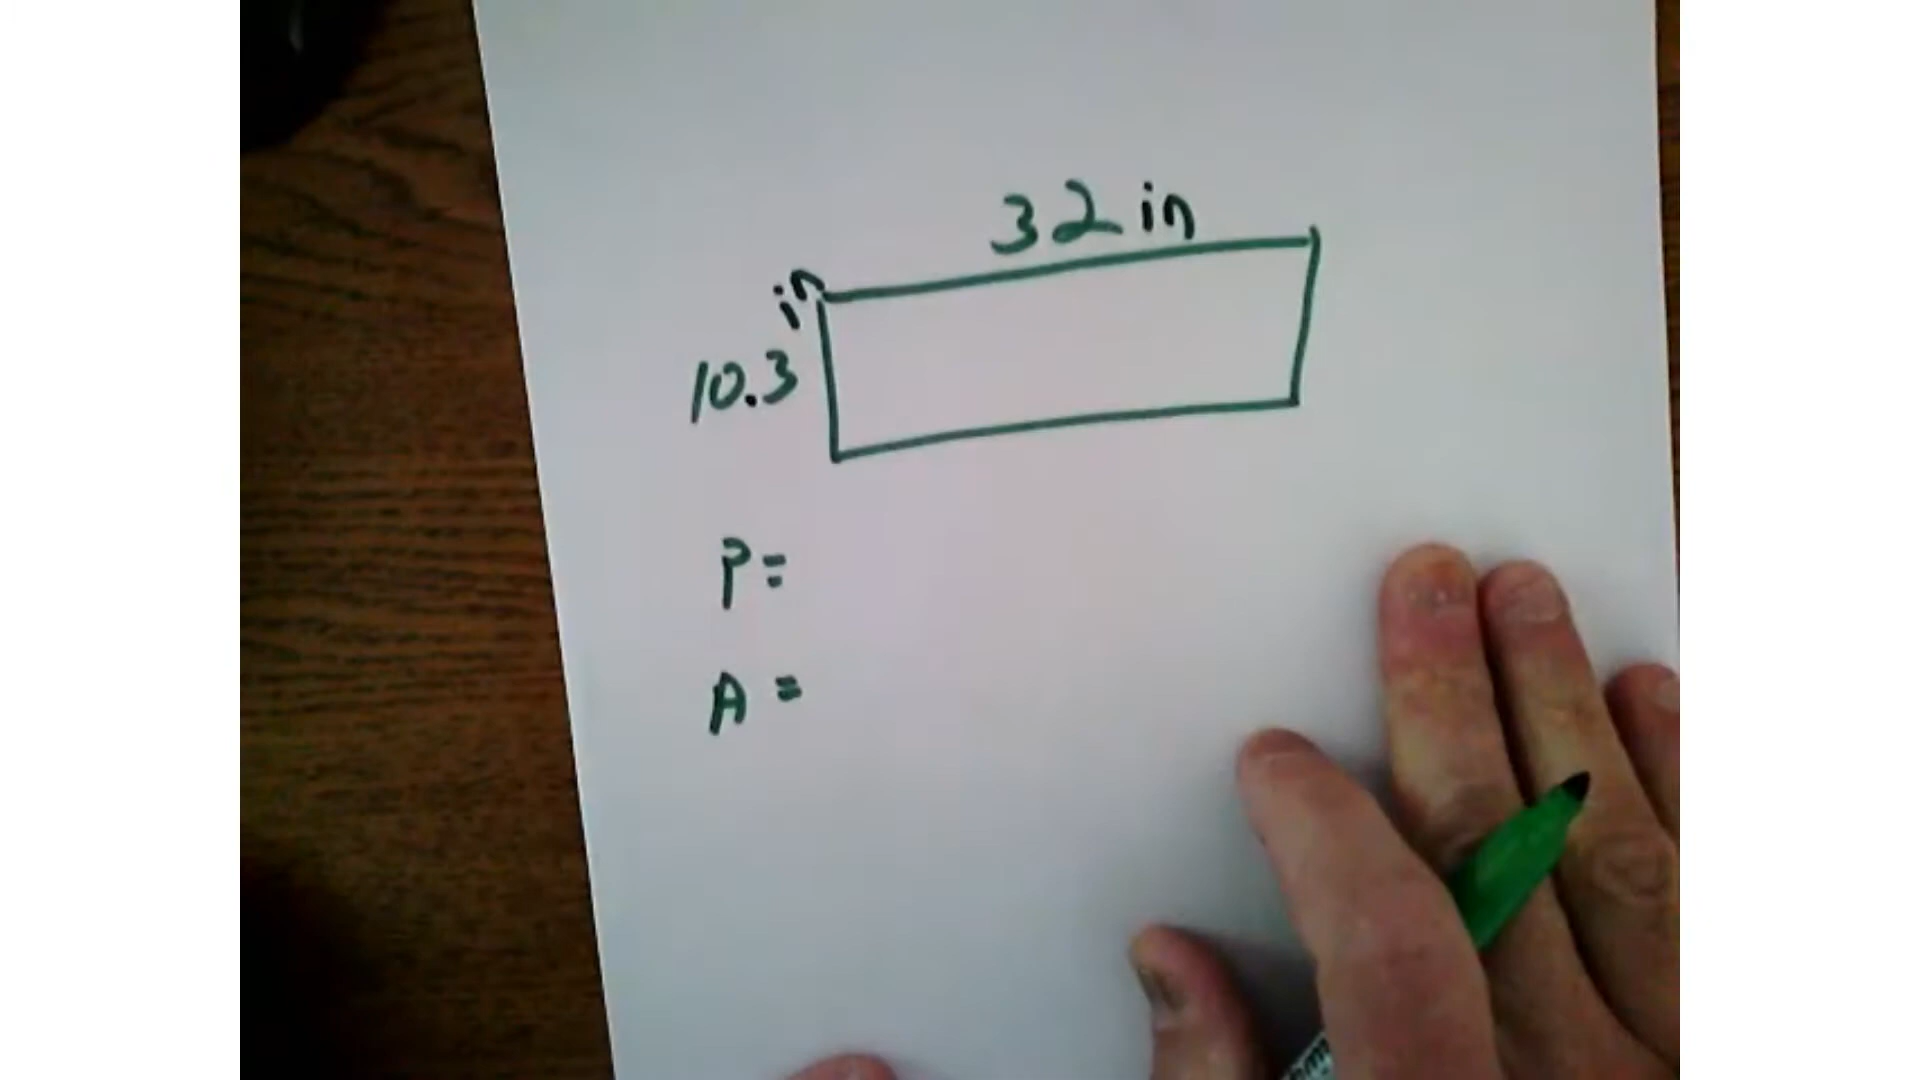 32 in
in
10.3
P=
A =